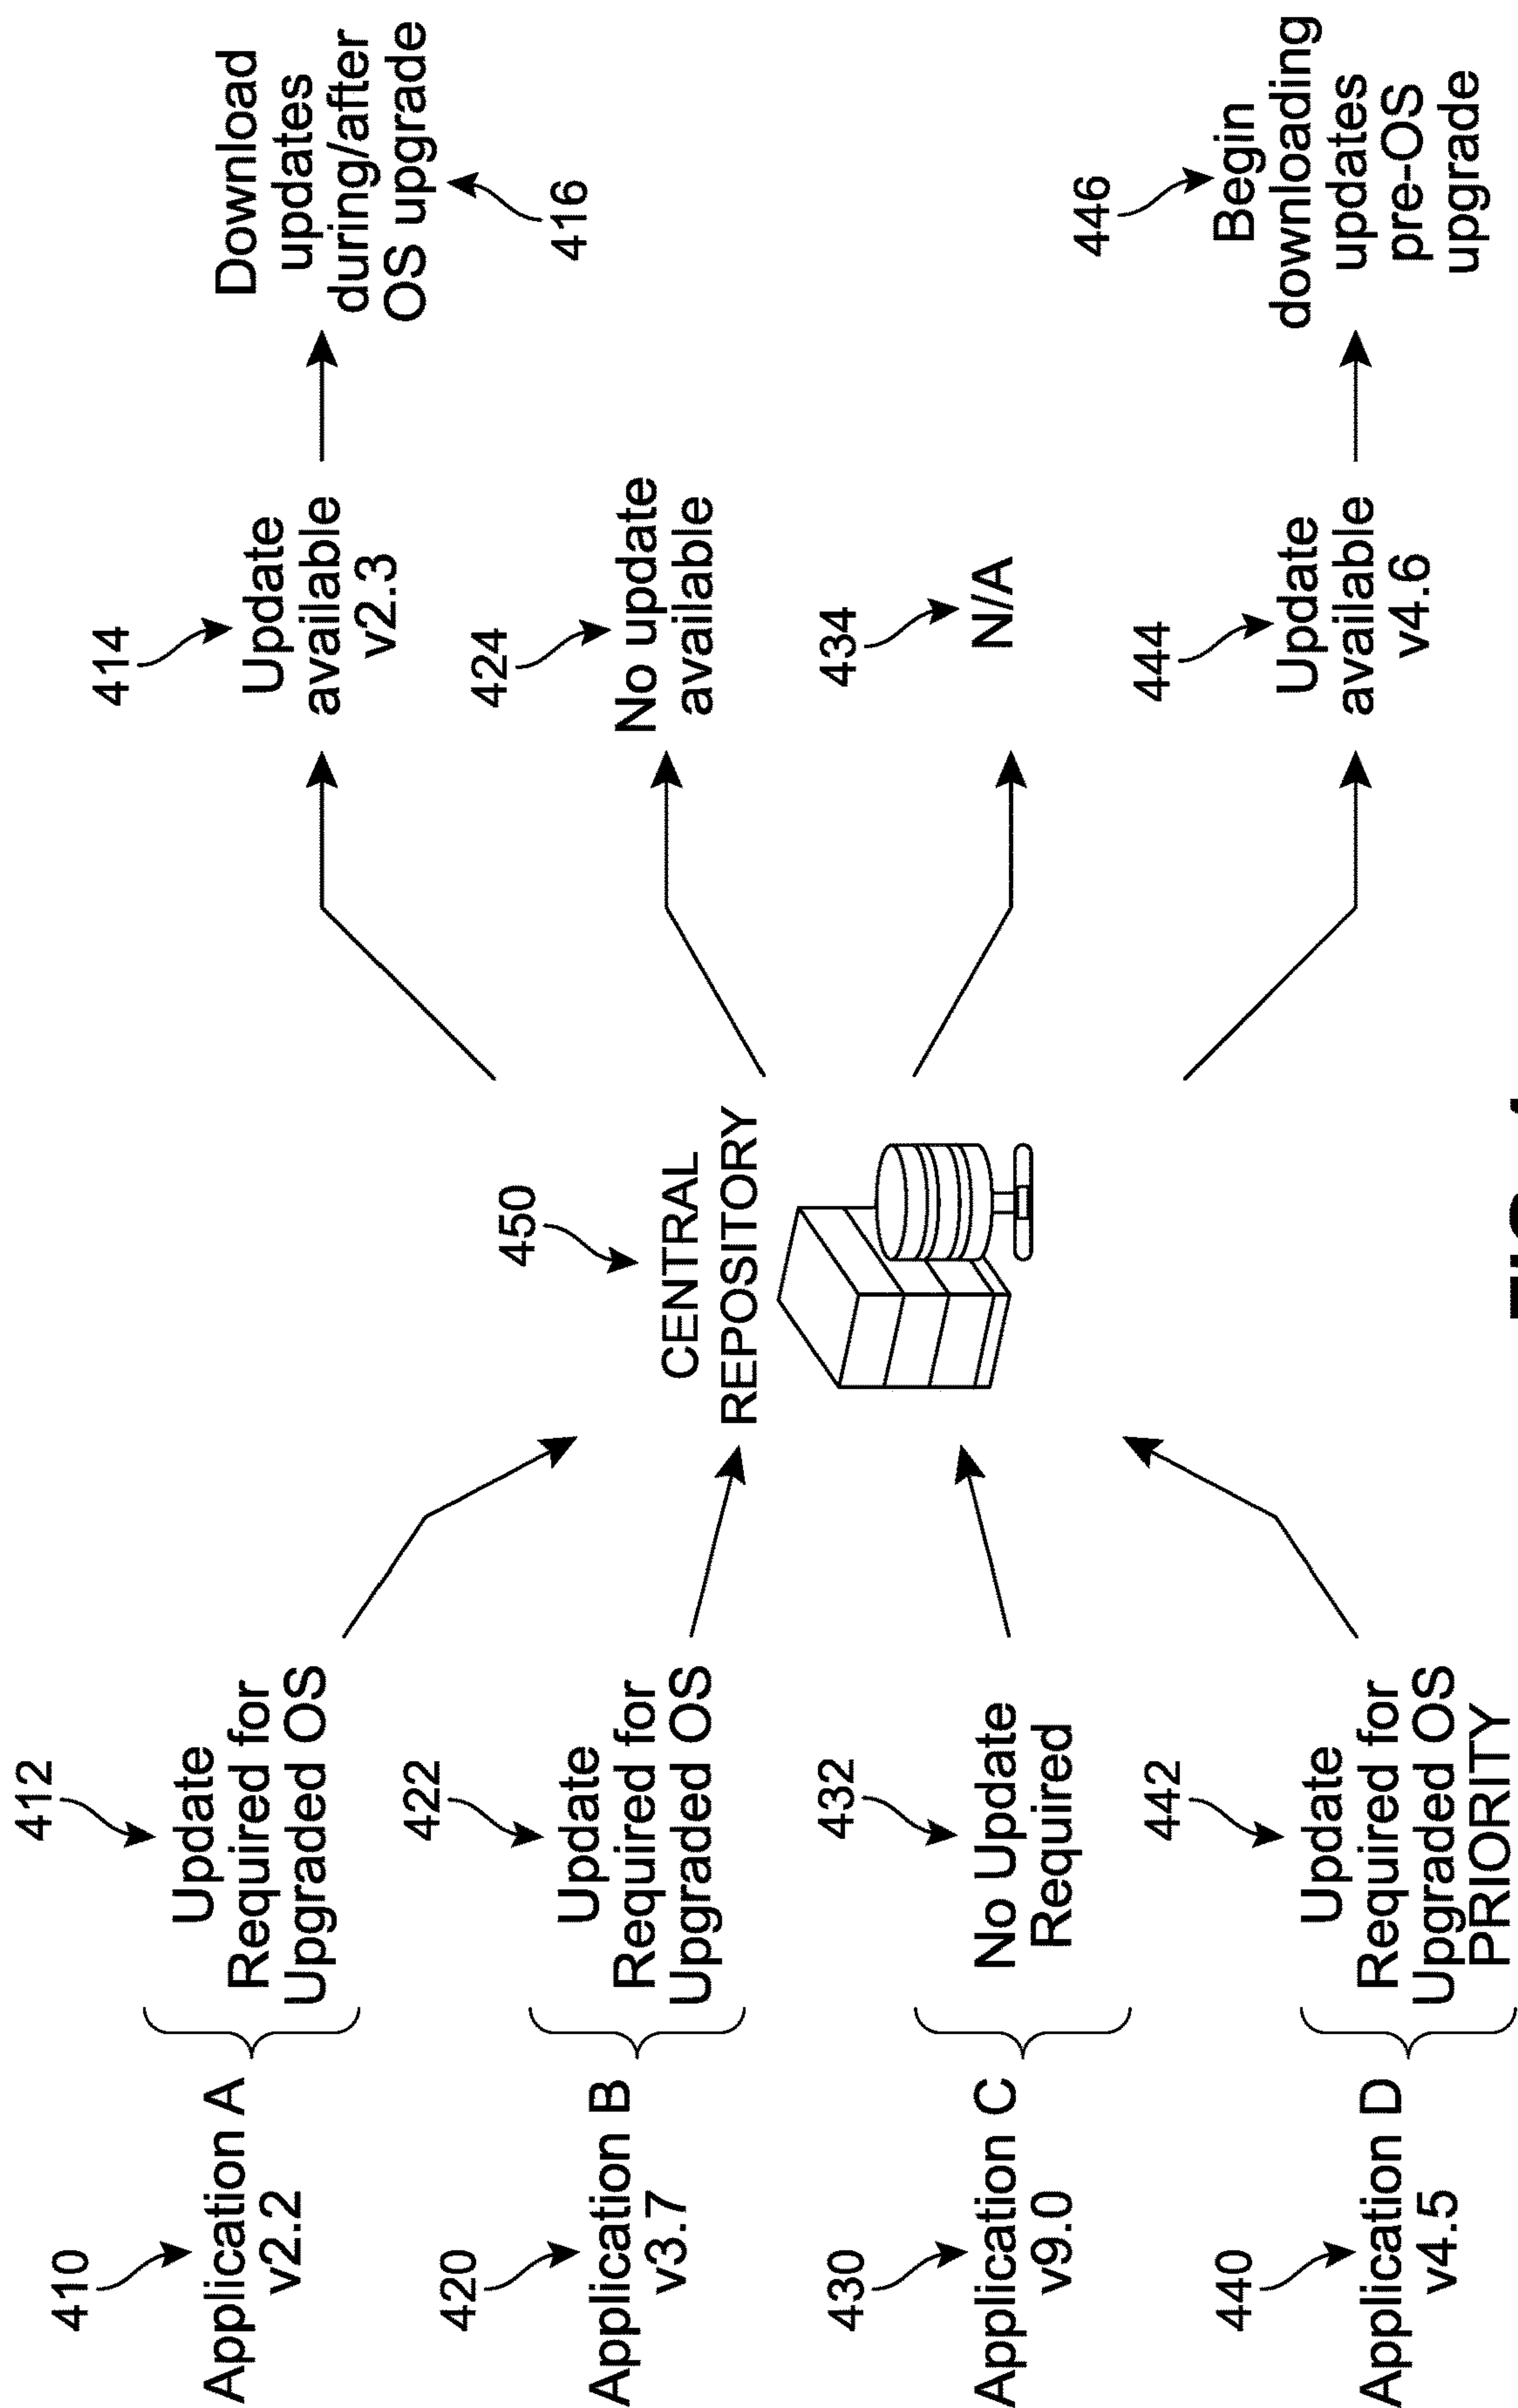 410
Application A
v2.2
412
Update
Required for
Upgraded OS
414
Update
available
v2.3
Download
updates
during/after
OS upgrade
416
420
Application B
v3.7
422
Update
Required for
Upgraded OS
424
No update
available
450
CENTRAL
REPOSITORY
430
Application C
v9.0
432
No Update
Required
434
N/A
440
Application D
v4.5
442
Update
Required for
Upgraded OS
PRIORITY
444
Update
available
v4.6
446
Begin
downloading
updates
pre-OS
upgrade